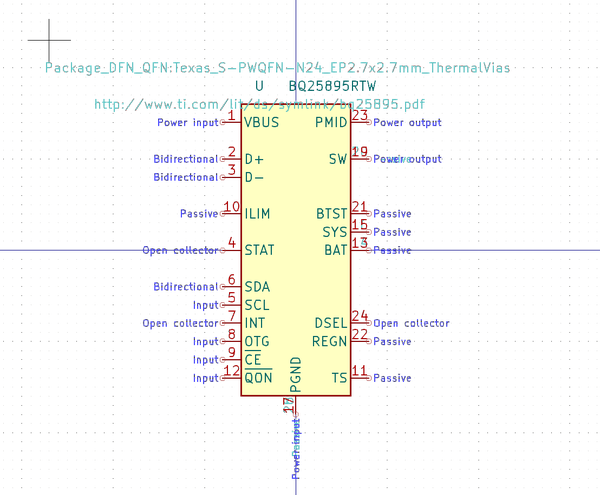 Package_DFN_QFN:Texas_S-PWQFN-N24_EP2.7x2.7mm_ThermalVias
U BQ25895RTW
http://www.ti.com/lit/ds/symlink/bq25895.pdf
Power input 1 VBUS PMID 23 Power output
Bidirectional 2 D+ SW 19 Power output
Bidirectional 3 D-
Passive 10 ILIM BTST 21 Passive
SYS 15 Passive
Open collector 4 STAT BAT 13 Passive
Bidirectional 6 SDA
Input 5 SCL
Open collector 7 INT DSEL 24 Open collector
Input 8 OTG REGN 22 Passive
Input 9 CE
Input 12 QON TS 11 Passive
PGND
17
Power input